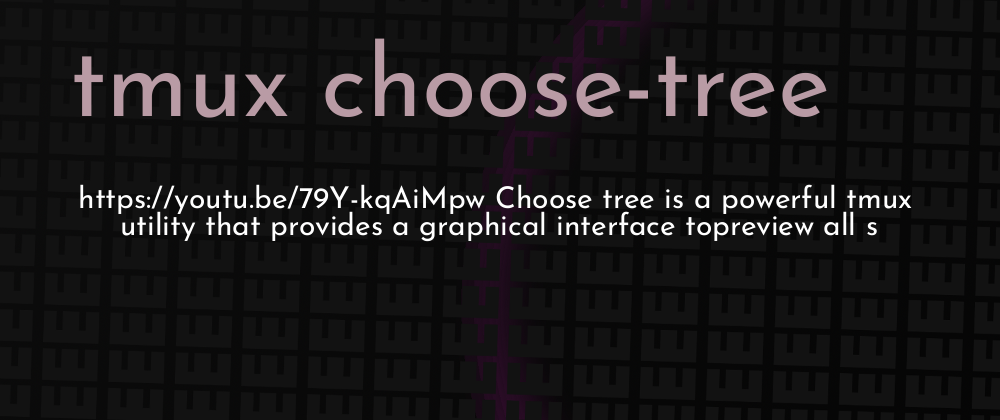 tmux choose-tree
https://youtu.be/79Y-kqAiMpw Choose tree is a powerful tmux
utility that provides a graphical interface topreview all s